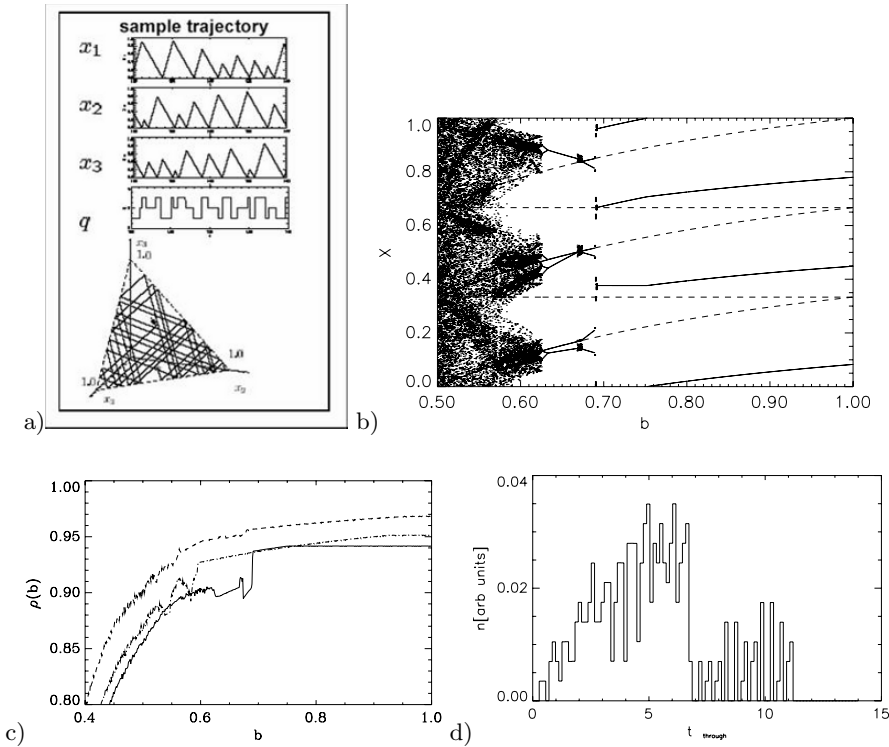 sample trajectory
x1
x2
x3
q
x3
1.0
1.0
1.0
x3
x2
a)
1.0
0.8
0.6
0.4
0.2
0.0
X
0.50 0.60 0.70 0.80 0.90 1.00
b
b)
1.00
0.95
0.90
0.85
0.80
ρ(b)
0.4 0.6 0.8 1.0
b
c)
0.04
0.02
0.00
n[arb units]
0 5 10 15
t through
d)